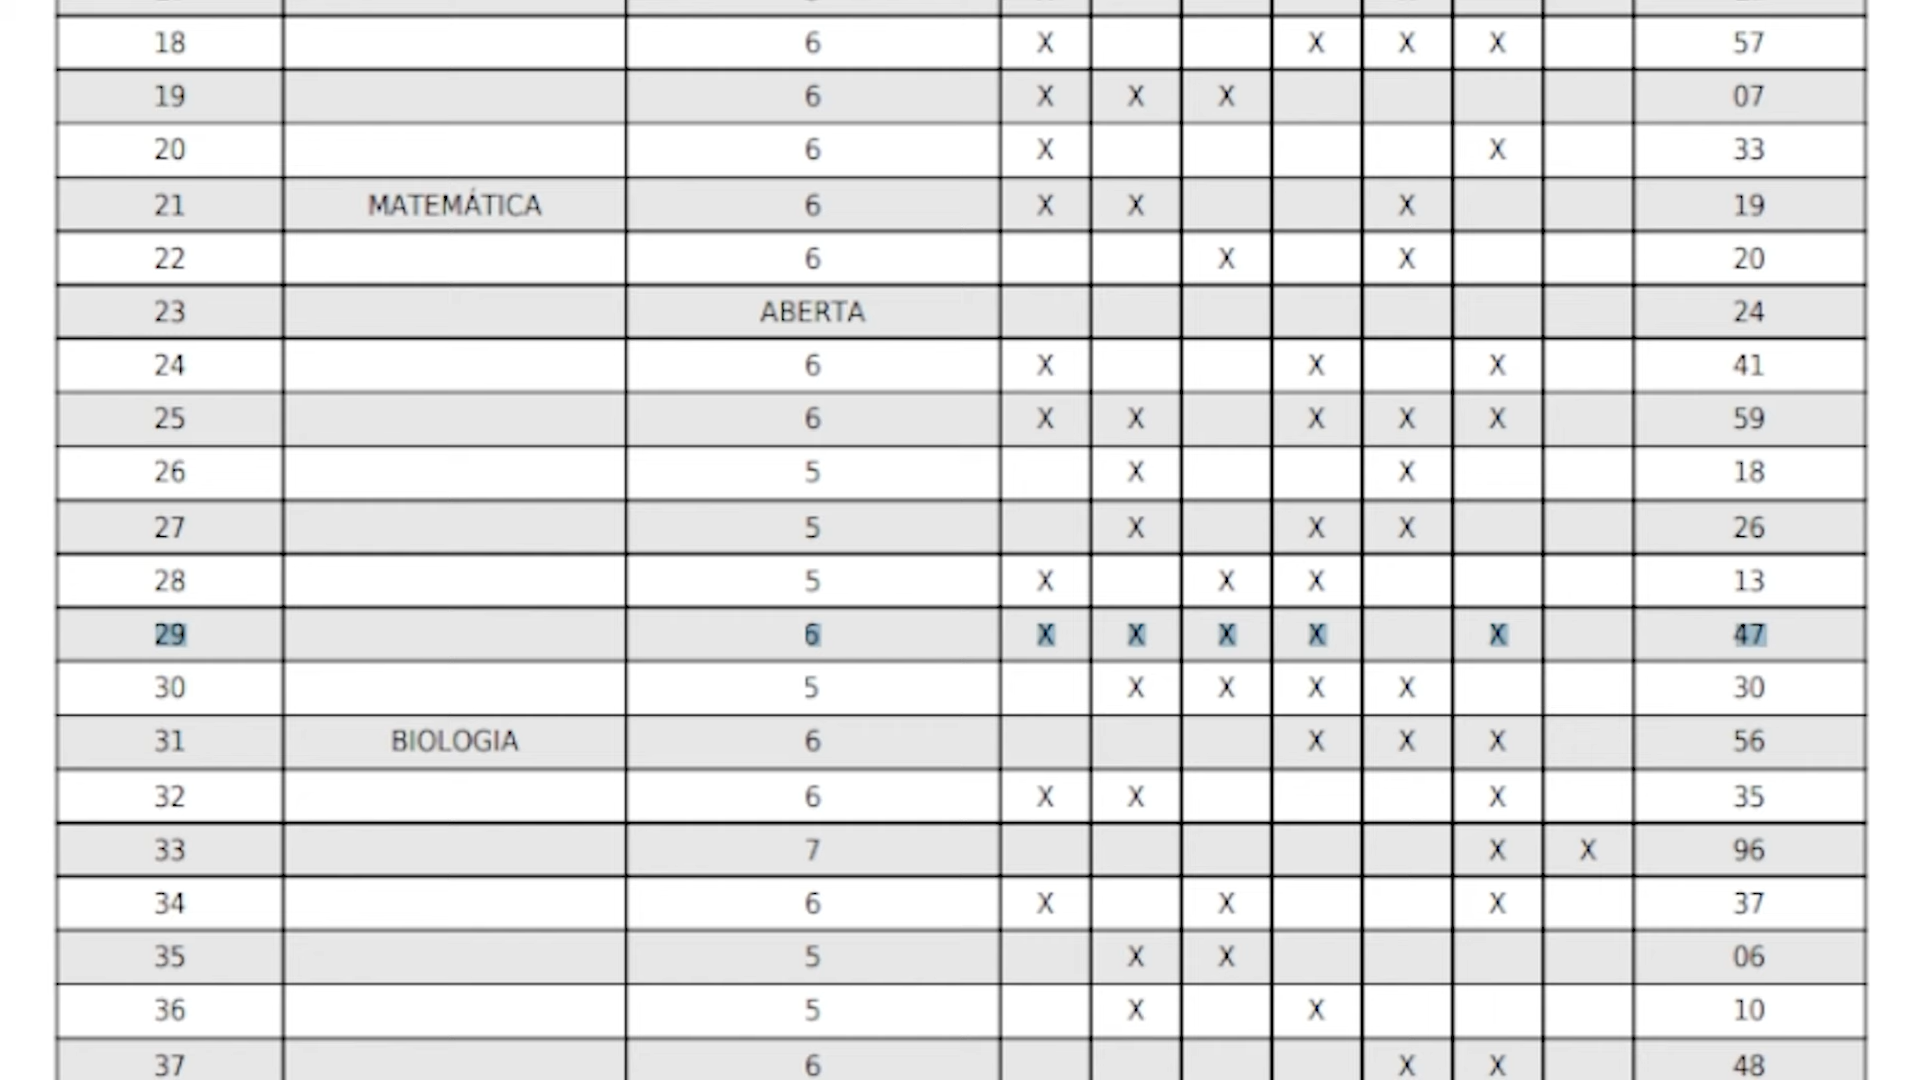 18 6 X X X X 57
19 6 X X X 07
20 6 X X 33
21 MATEMÁTICA 6 X X X 19
22 6 X X 20
23 ABERTA 24
24 6 X X X 41
25 6 X X X X X 59
26 5 X X 18
27 5 X X X 26
28 5 X X X 13
29 6 X X X X X 47
30 5 X X X X 30
31 BIOLOGIA 6 X X X 56
32 6 X X X 35
33 7 X X 96
34 6 X X X 37
35 5 X X 06
36 5 X X 10
37 6 X X 48